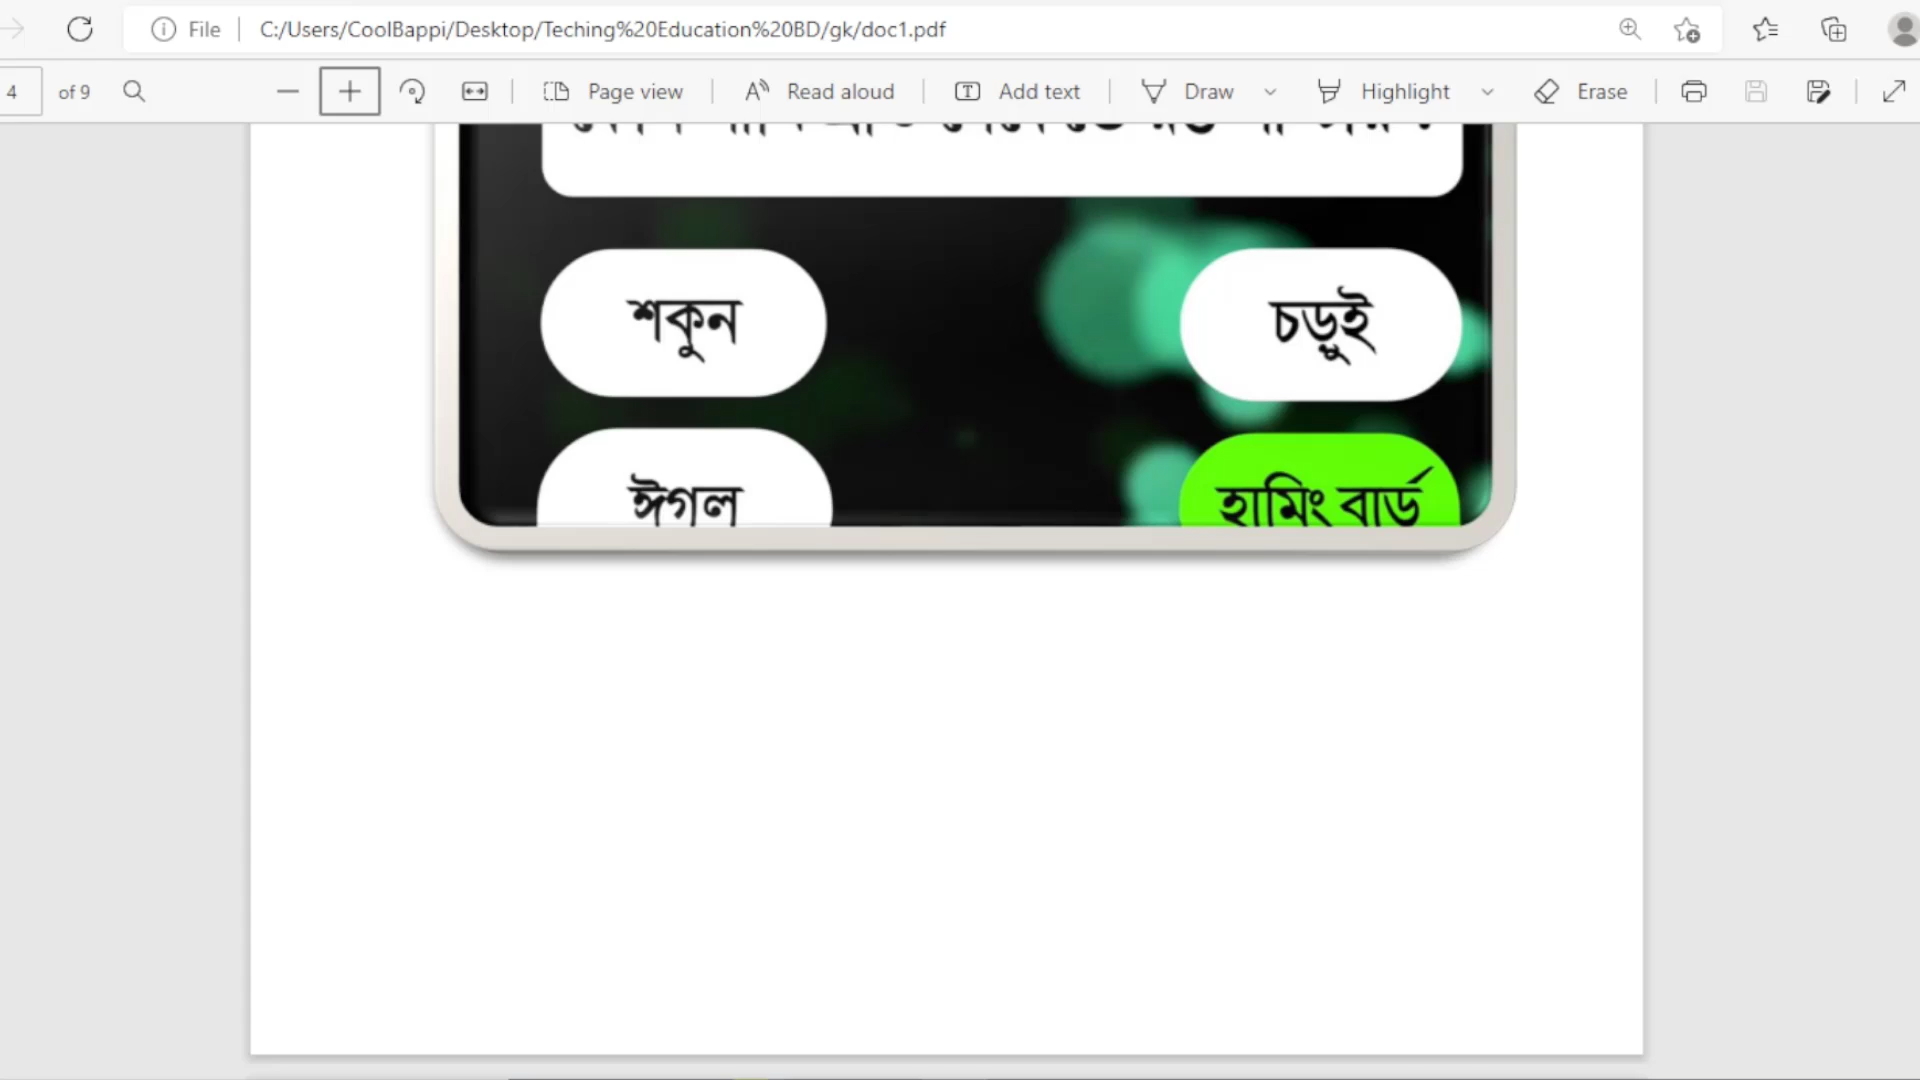 File C:/Users/CoolBappi/Desktop/Teching%20Education%20BD/gk/doc1.pdf
4 of 9 Page view Read aloud Add text Draw Highlight Erase
শকুন চড়ুই
ঈগল হামিং বার্ড